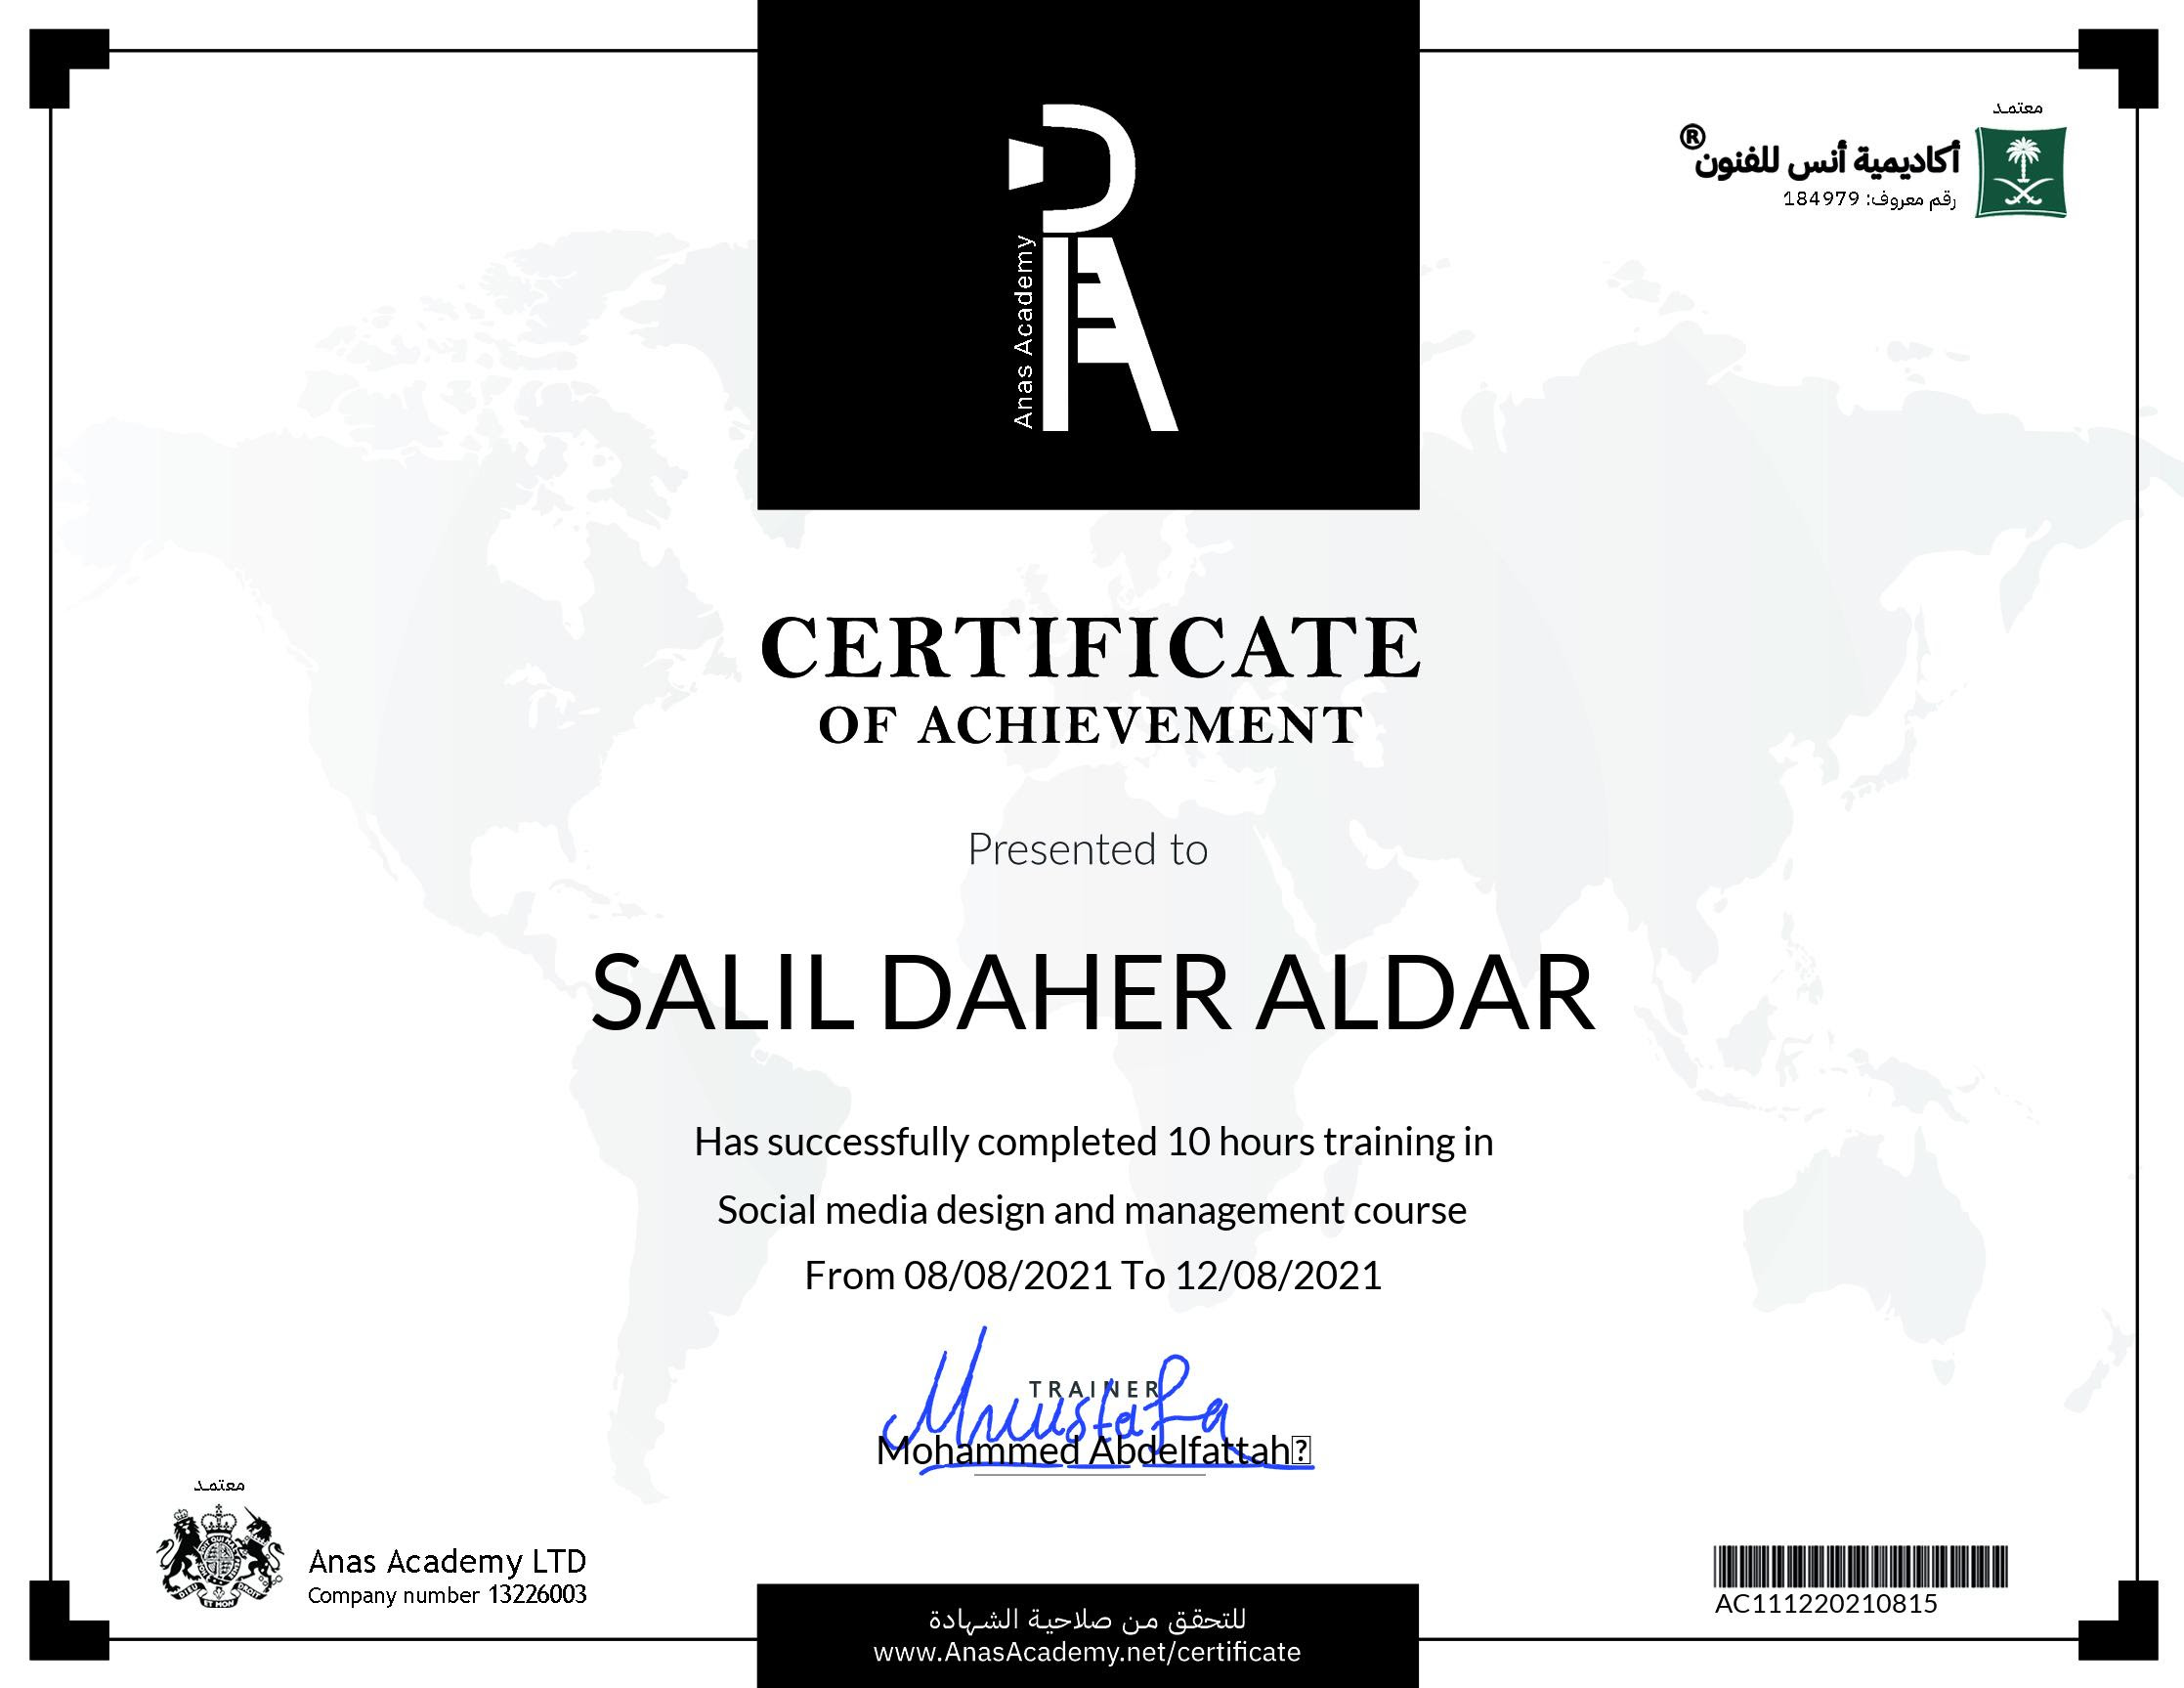 Anas Academy
معتمد
أكاديمية أنس للفنون®
رقم معروف: 184979
CERTIFICATE
OF ACHIEVEMENT
Presented to
SALIL DAHER ALDAR
Has successfully completed 10 hours training in
Social media design and management course
From 08/08/2021 To 12/08/2021
TRAINER
Mustafa
Mohammed Abdelfattah
معتمد
Anas Academy LTD
Company number 13226003
AC111220210815
للتحقق من صلاحية الشهادة
www.AnasAcademy.net/certificate